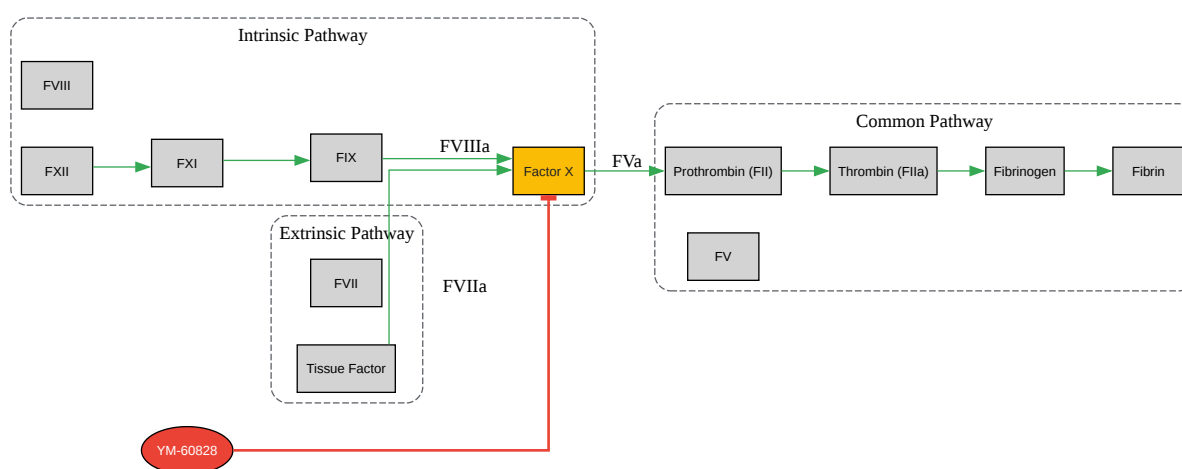 Intrinsic Pathway
FVIII
FXII
FXI
FIX
FVIIIa
Factor X
FVa
Common Pathway
Prothrombin (FII)
Thrombin (FIIa)
Fibrinogen
Fibrin
FV
Extrinsic Pathway
FVII
FVIIa
Tissue Factor
YM-60828